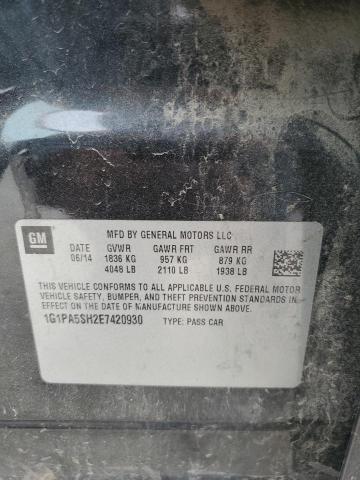 GM
MFD BY GENERAL MOTORS LLC
DATE GVWR GAWR FRT GAWR RR
06/14 1836 KG 957 KG 879 KG
4048 LB 2110 LB 1938 LB
THIS VEHICLE CONFORMS TO ALL APPLICABLE U.S. FEDERAL MOTOR
VEHICLE SAFETY, BUMPER, AND THEFT PREVENTION STANDARDS IN
EFFECT ON THE DATE OF MANUFACTURE SHOWN ABOVE.
1G1PA5SH2E7420930 TYPE: PASS CAR